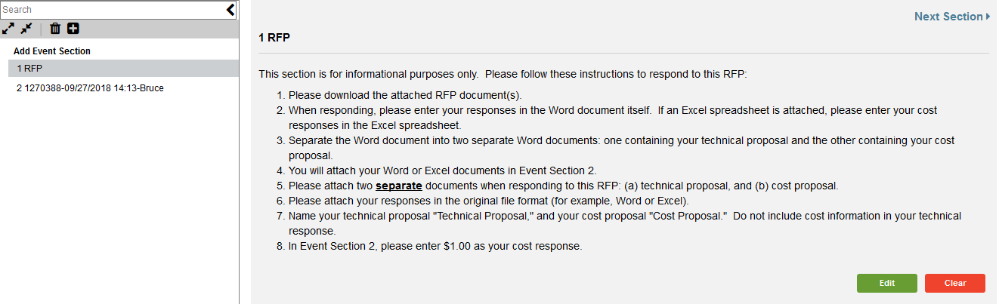 Search
Add Event Section
1 RFP
2 1270388-09/27/2018 14:13-Bruce
Next Section
1 RFP
This section is for informational purposes only.  Please follow these instructions to respond to this RFP:
1. Please download the attached RFP document(s).
2. When responding, please enter your responses in the Word document itself.  If an Excel spreadsheet is attached, please enter your cost
responses in the Excel spreadsheet.
3. Separate the Word document into two separate Word documents: one containing your technical proposal and the other containing your cost
proposal.
4. You will attach your Word or Excel documents in Event Section 2.
5. Please attach two separate documents when responding to this RFP: (a) technical proposal, and (b) cost proposal.
6. Please attach your responses in the original file format (for example, Word or Excel).
7. Name your technical proposal "Technical Proposal," and your cost proposal "Cost Proposal."  Do not include cost information in your technical
response.
8. In Event Section 2, please enter $1.00 as your cost response.
Edit
Clear